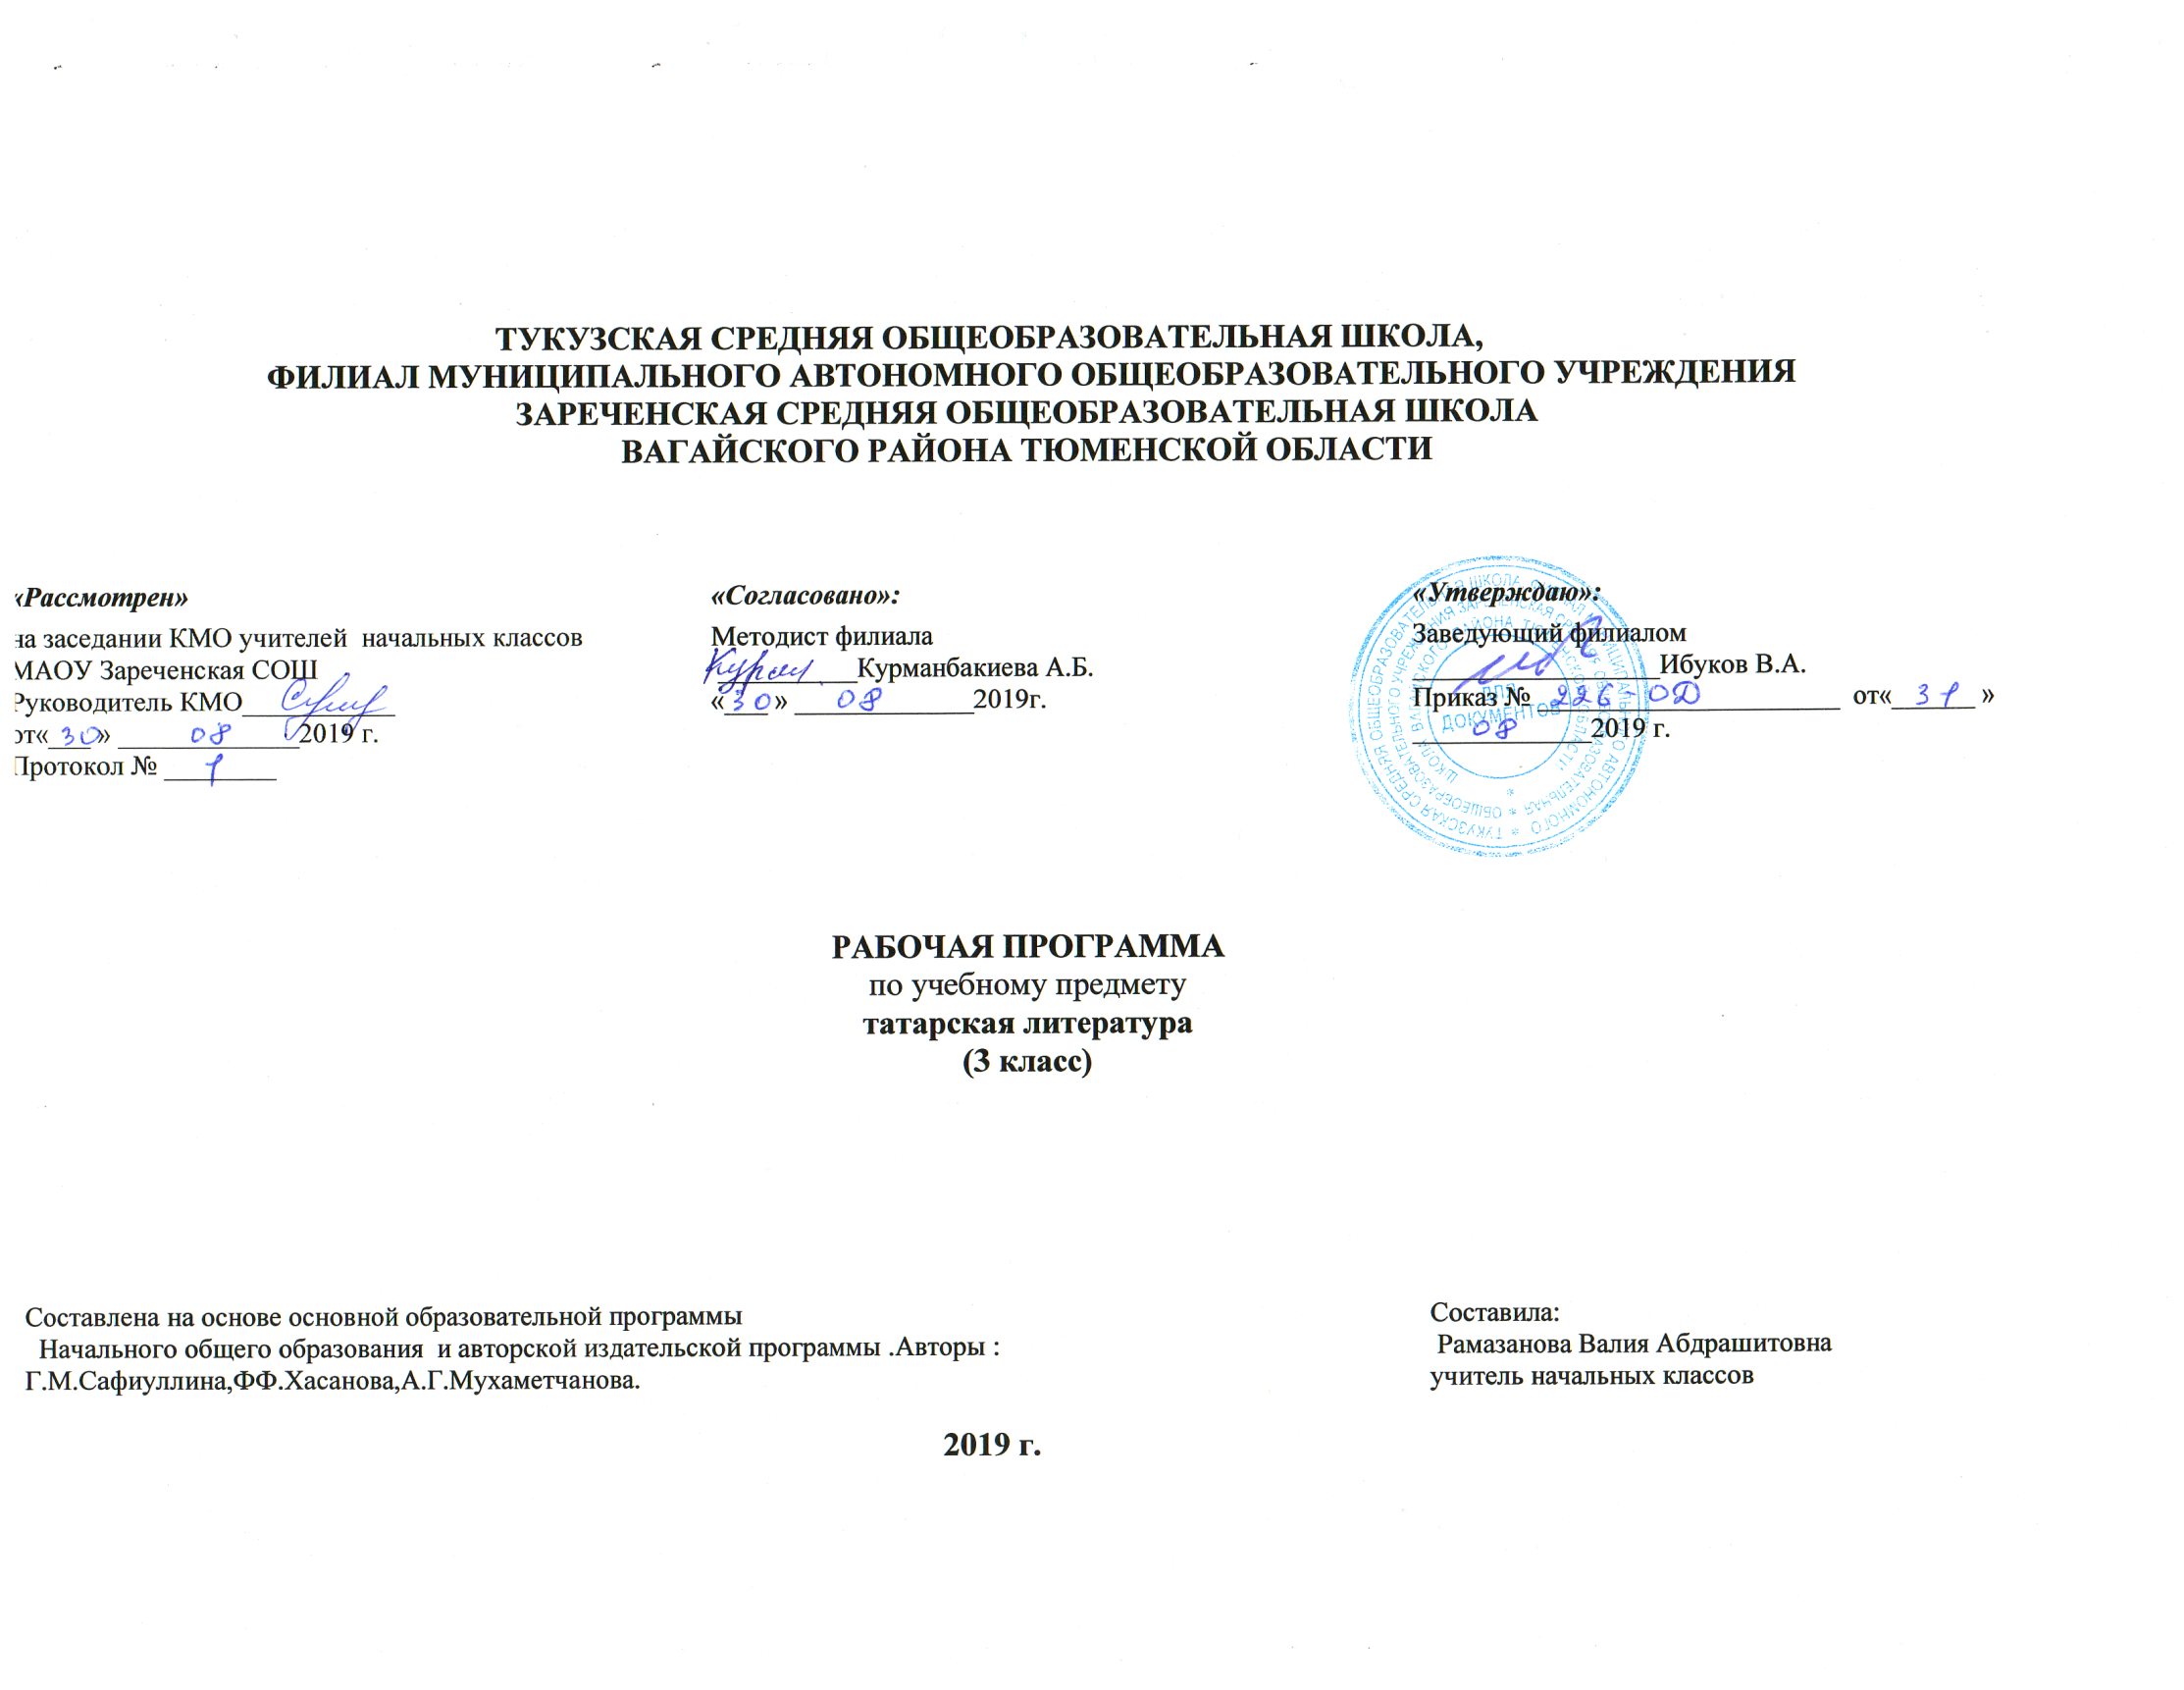 ТУКУЗСКАЯ СРЕДНЯЯ ОБЩЕОБРАЗОВАТЕЛЬНАЯ ШКОЛА,
ФИЛИАЛ МУНИЦИПАЛЬНОГО АВТОНОМНОГО ОБЩЕОБРАЗОВАТЕЛЬНОГО УЧРЕЖДЕНИЯ
ЗАРЕЧЕНСКАЯ СРЕДНЯЯ ОБЩЕОБРАЗОВАТЕЛЬНАЯ ШКОЛА
ВАГАЙСКОГО РАЙОНА ТЮМЕНСКОЙ ОБЛАСТИ
«Рассмотрен»
на заседании КМО учителей начальных классов
МАОУ Зареченская СОШ
Руководитель КМО
от«30» 08 2019 г.
Протокол № 1
«Согласовано»:
Методист филиала
Курманбакиева А.Б.
«30» 08 2019г.
«Утверждаю»:
Заведующий филиалом
Ибуков В.А.
Приказ № 226-ОД от«31»
08 2019 г.
ДЛЯ
ДОКУМЕНТОВ
РАБОЧАЯ ПРОГРАММА
по учебному предмету
татарская литература
(3 класс)
Составлена на основе основной образовательной программы
Начального общего образования и авторской издательской программы .Авторы :
Г.М.Сафиуллина,ФФ.Хасанова,А.Г.Мухаметчанова.
Составила:
Рамазанова Валия Абдрашитовна
учитель начальных классов
2019 г.